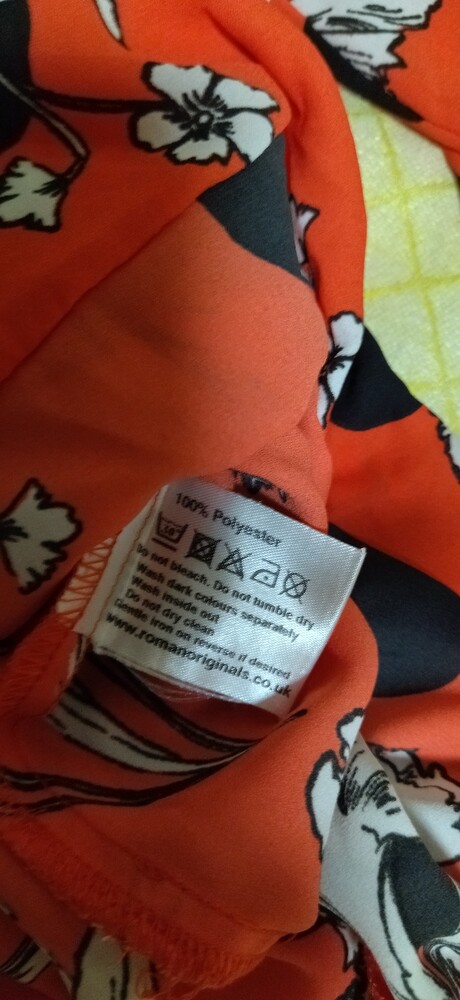 100% Polyester
30°
Do not bleach. Do not tumble dry
Wash dark colours separately
Wash inside out
Do not dry clean
Gentle iron on reverse if desired
www.romanoriginals.co.uk